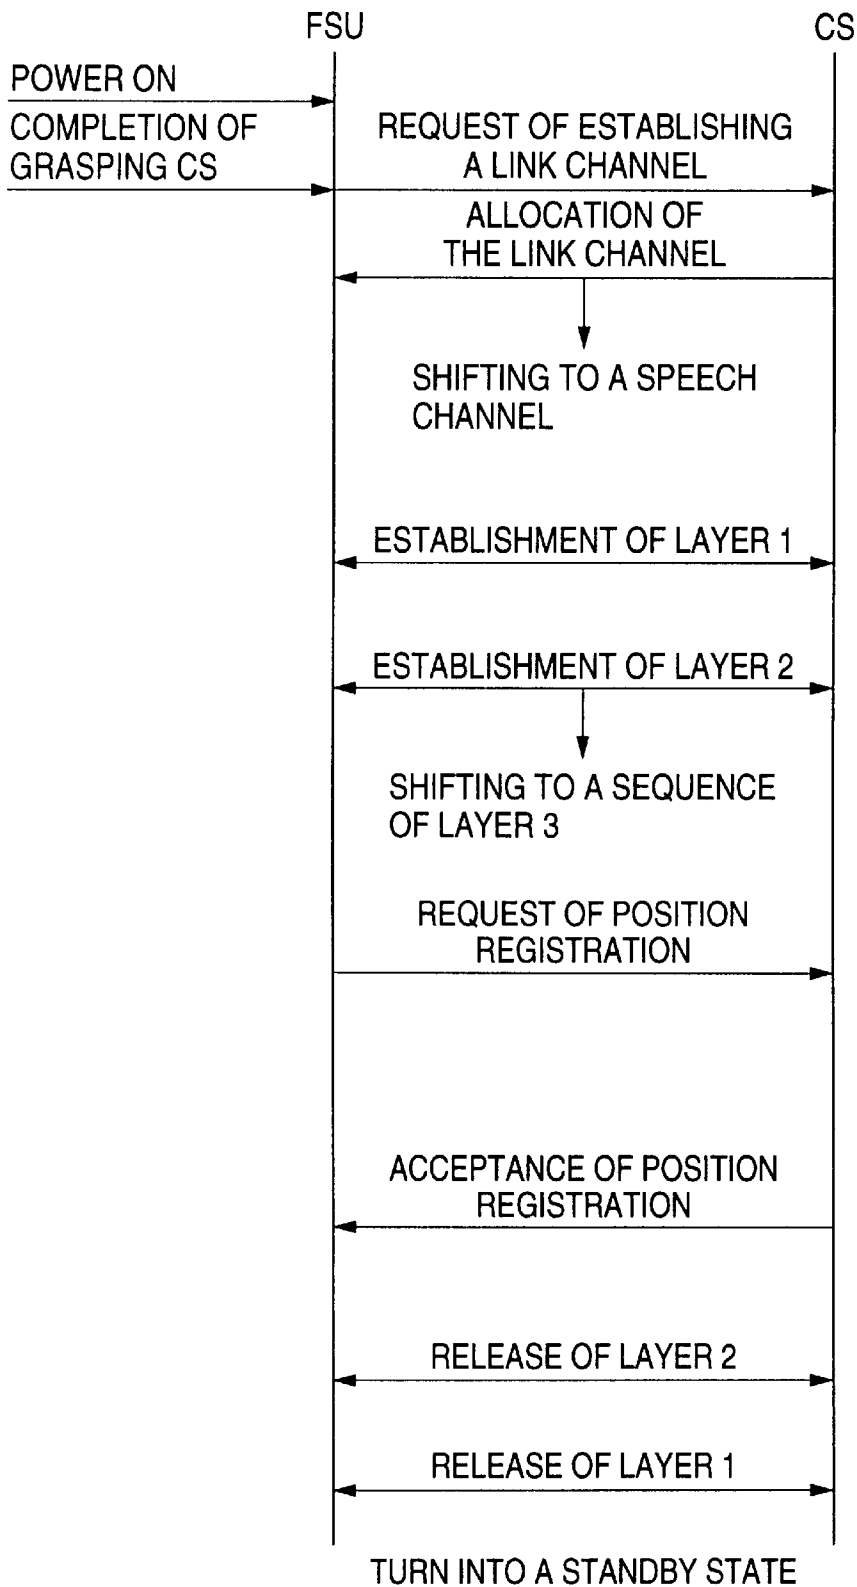 FSU
CS
POWER ON
COMPLETION OF
GRASPING CS
REQUEST OF ESTABLISHING
A LINK CHANNEL
ALLOCATION OF
THE LINK CHANNEL
SHIFTING TO A SPEECH
CHANNEL
ESTABLISHMENT OF LAYER 1
ESTABLISHMENT OF LAYER 2
SHIFTING TO A SEQUENCE
OF LAYER 3
REQUEST OF POSITION
REGISTRATION
ACCEPTANCE OF POSITION
REGISTRATION
RELEASE OF LAYER 2
RELEASE OF LAYER 1
TURN INTO A STANDBY STATE